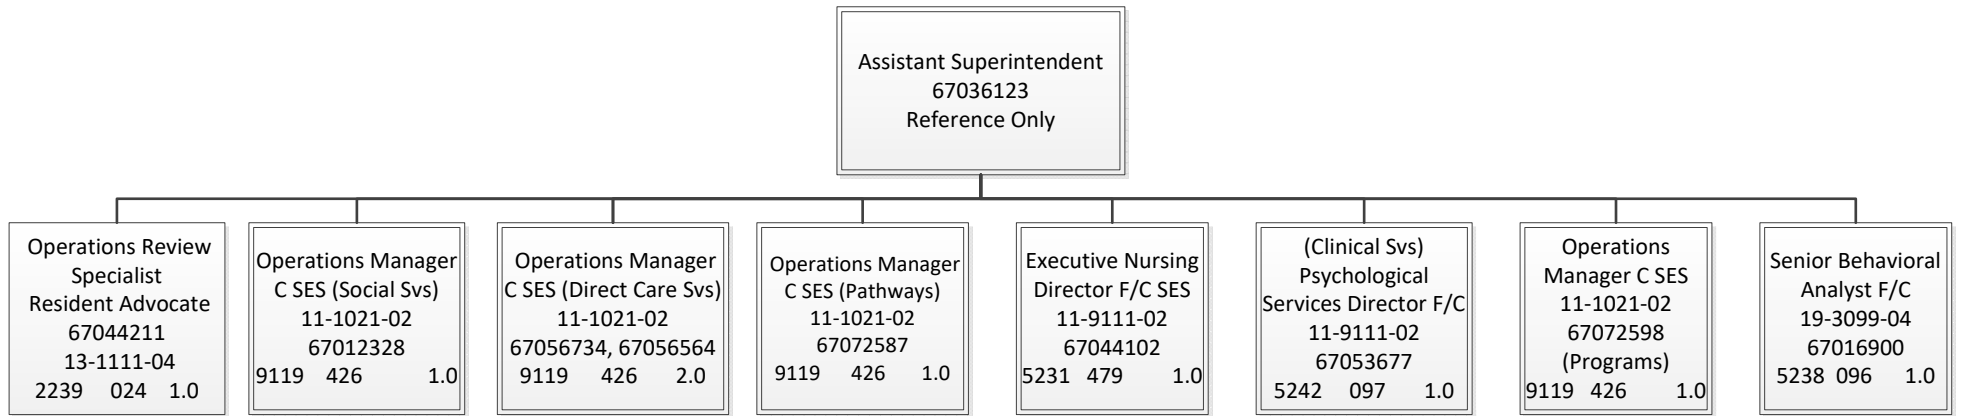 Assistant Superintendent
67036123
Reference Only
Operations Review
Specialist
Resident Advocate
67044211
13-1111-04
2239 024 1.0
Operations Manager
C SES (Social Svs)
11-1021-02
67012328
9119 426 1.0
Operations Manager
C SES (Direct Care Svs)
11-1021-02
67056734, 67056564
9119 426 2.0
Operations Manager
C SES (Pathways)
11-1021-02
67072587
9119 426 1.0
Executive Nursing
Director F/C SES
11-9111-02
67044102
5231 479 1.0
(Clinical Svs)
Psychological
Services Director F/C
11-9111-02
67053677
5242 097 1.0
Operations
Manager C SES
11-1021-02
67072598
(Programs)
9119 426 1.0
Senior Behavioral
Analyst F/C
19-3099-04
67016900
5238 096 1.0